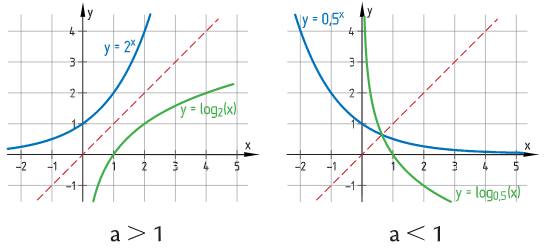 y
4
y = 2ˣ
2
1
y = log₂(x)
x
−2 −1 0 1 2 3 4 5
−1
a > 1
y
y = 0,5ˣ
4
3
2
1
x
−2 −1 0 1 2 3 4 5
−1
y = log₀,₅(x)
a < 1